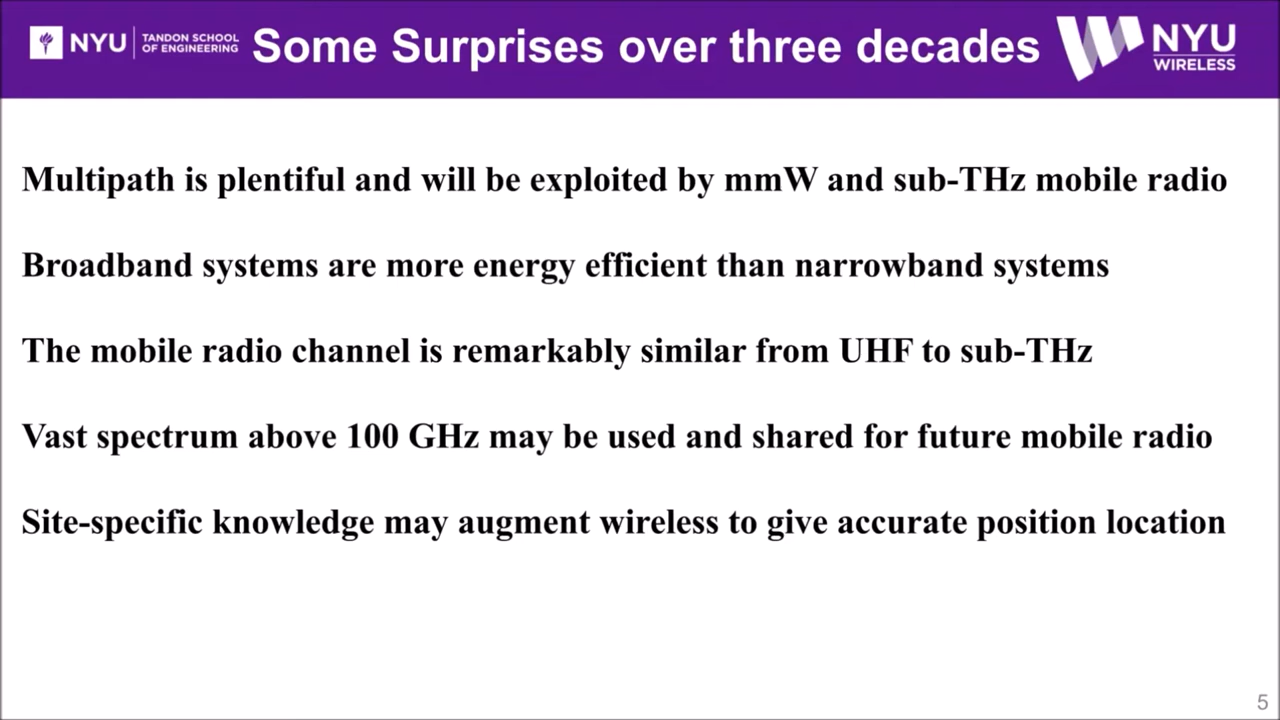 NYU
TANDON SCHOOL
OF ENGINEERING
Some Surprises over three decades
NYU
WIRELESS
Multipath is plentiful and will be exploited by mmW and sub-THz mobile radio
Broadband systems are more energy efficient than narrowband systems
The mobile radio channel is remarkably similar from UHF to sub-THz
Vast spectrum above 100 GHz may be used and shared for future mobile radio
Site-specific knowledge may augment wireless to give accurate position location
5